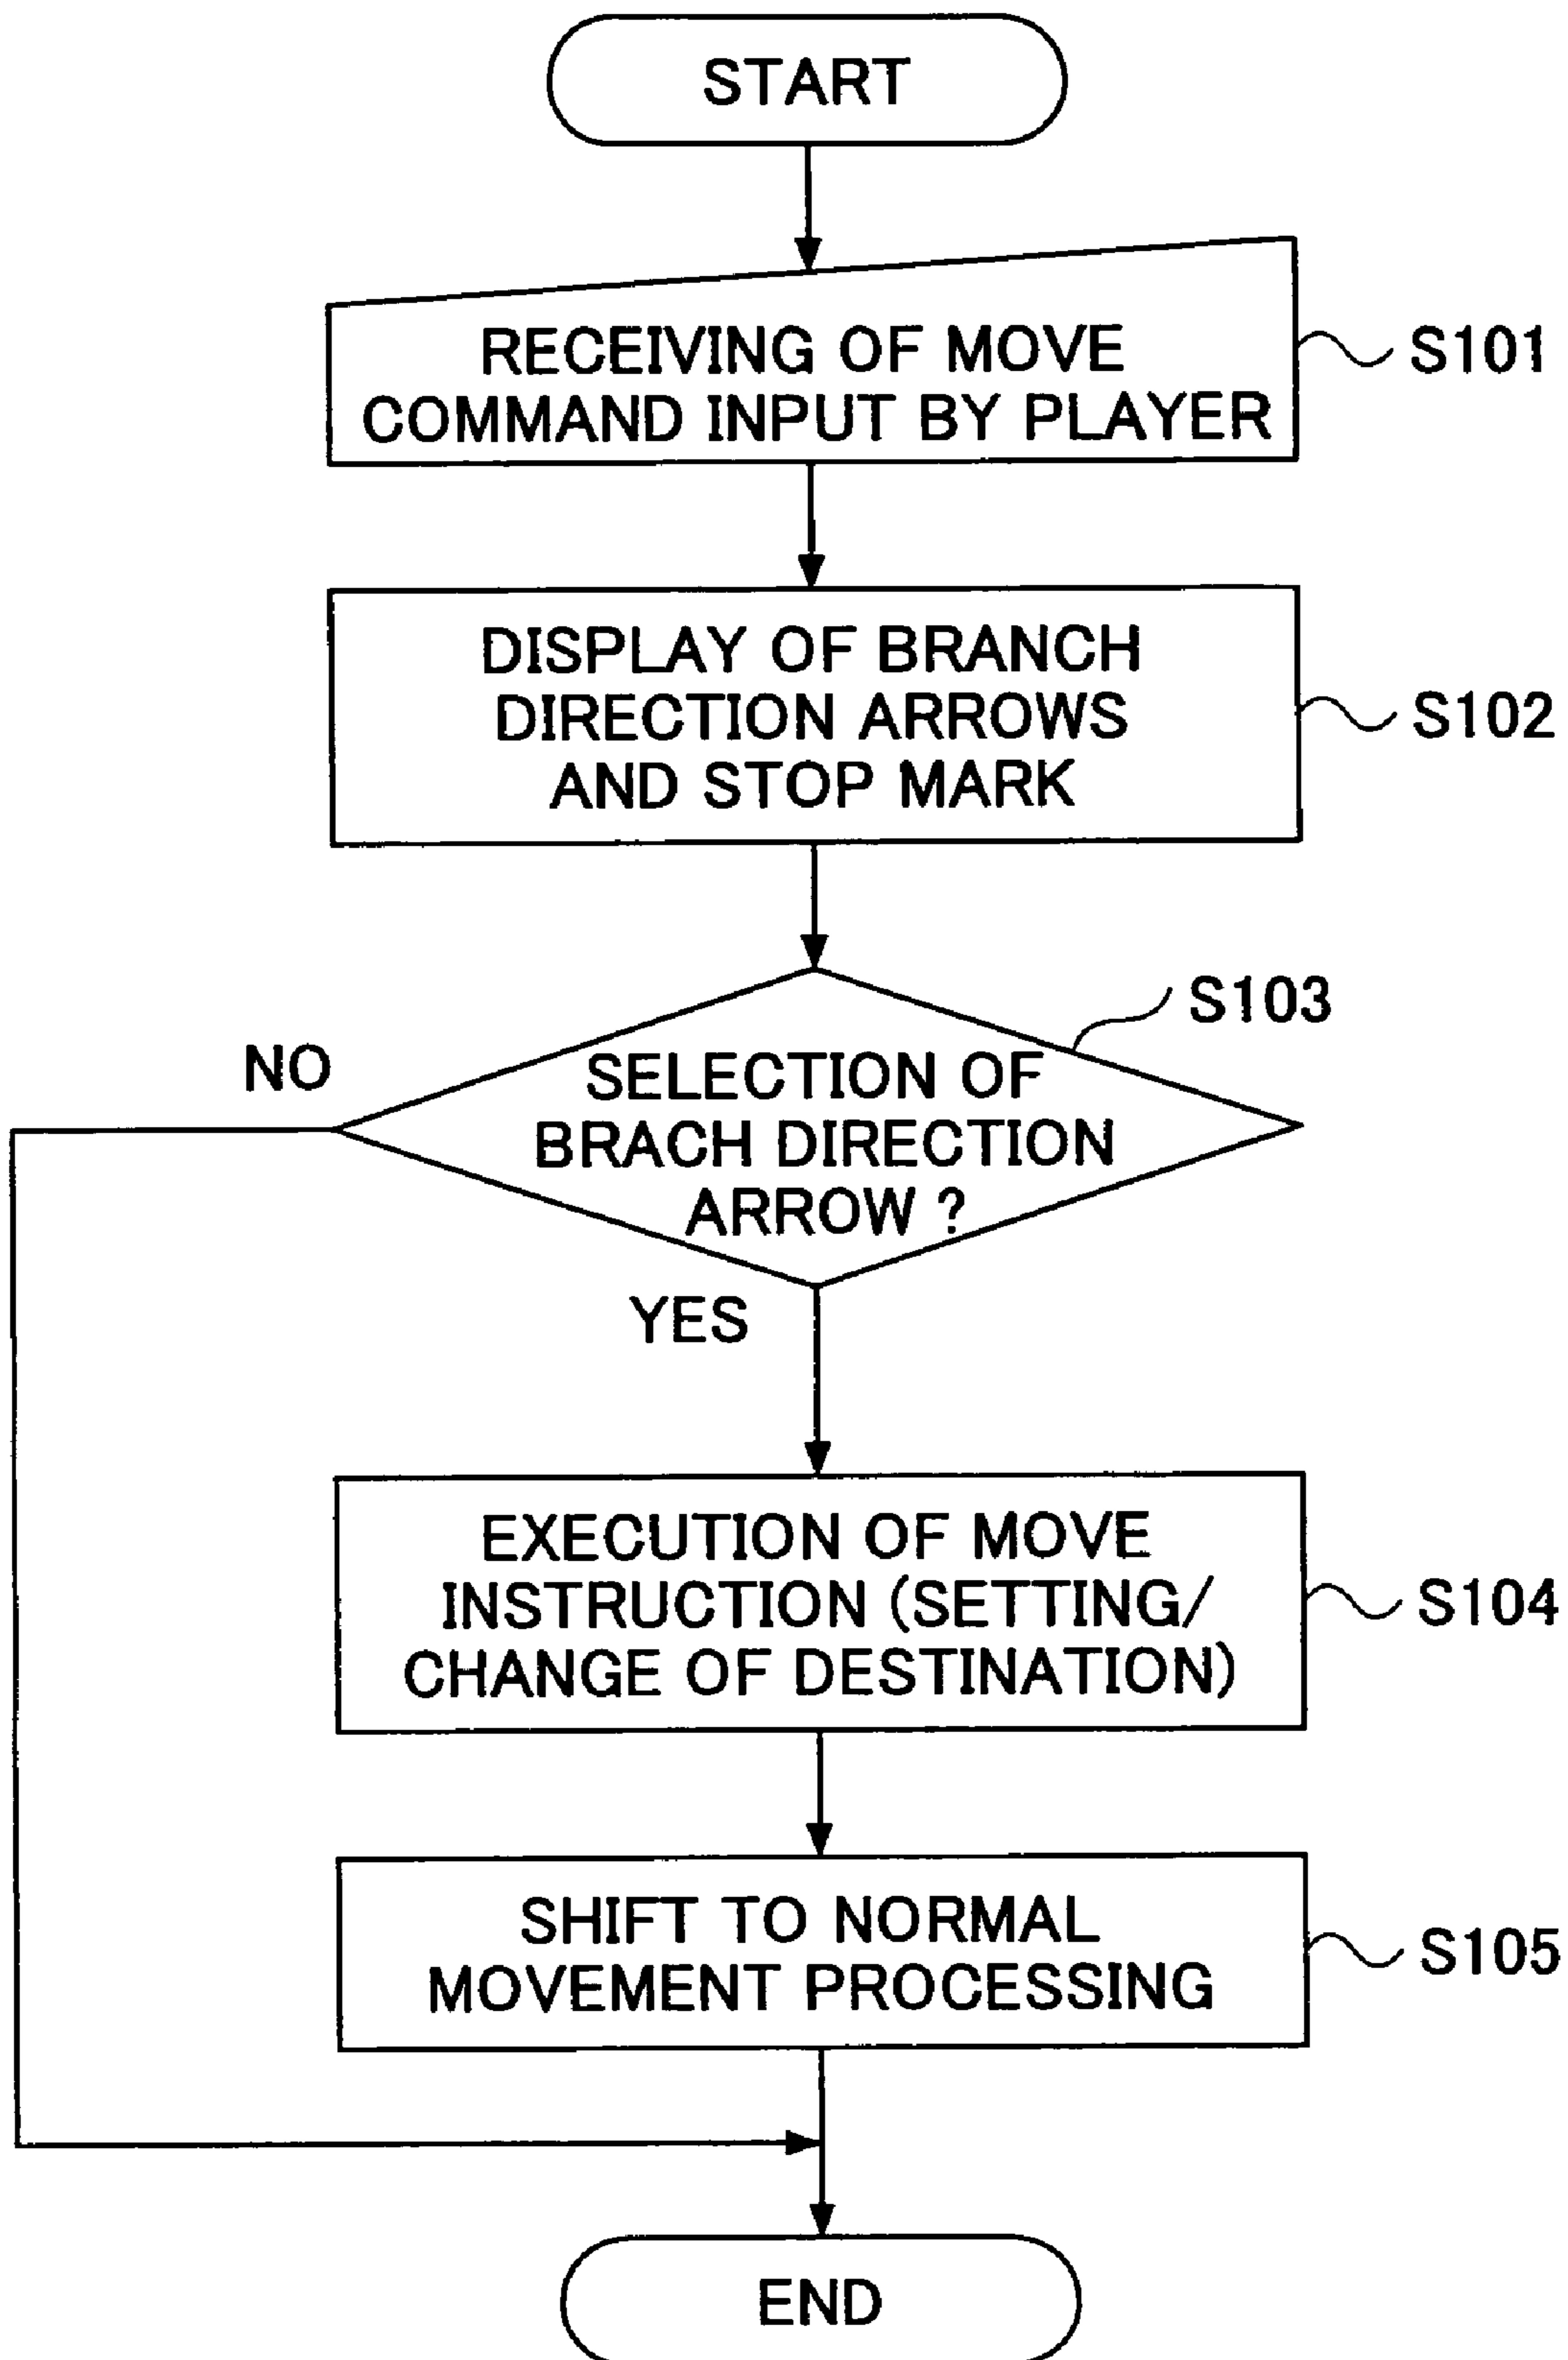 START
RECEIVING OF MOVE
COMMAND INPUT BY PLAYER
S101
DISPLAY OF BRANCH
DIRECTION ARROWS
AND STOP MARK
S102
S103
NO
SELECTION OF
BRACH DIRECTION
ARROW ?
YES
EXECUTION OF MOVE
INSTRUCTION (SETTING/
CHANGE OF DESTINATION)
S104
SHIFT TO NORMAL
MOVEMENT PROCESSING
S105
END